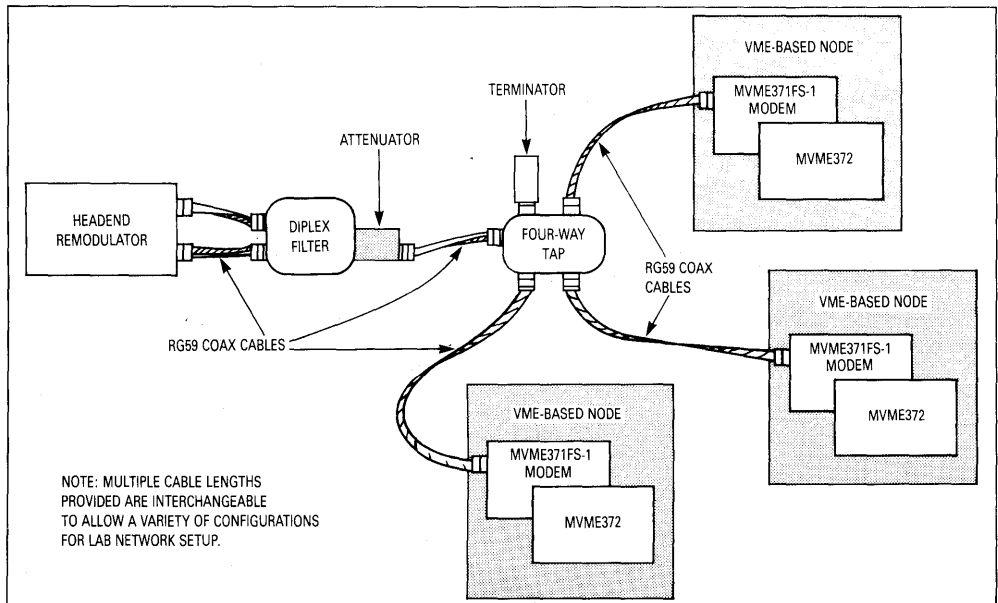 VME-BASED NODE
MVME371FS-1
MODEM
MVME372
TERMINATOR
ATTENUATOR
HEADEND
REMODULATOR
DIPLEX
FILTER
FOUR-WAY
TAP
RG59 COAX
CABLES
RG59 COAX CABLES
VME-BASED NODE
MVME371FS-1
MODEM
MVME372
VME-BASED NODE
MVME371FS-1
MODEM
MVME372
NOTE: MULTIPLE CABLE LENGTHS
PROVIDED ARE INTERCHANGEABLE
TO ALLOW A VARIETY OF CONFIGURATIONS
FOR LAB NETWORK SETUP.